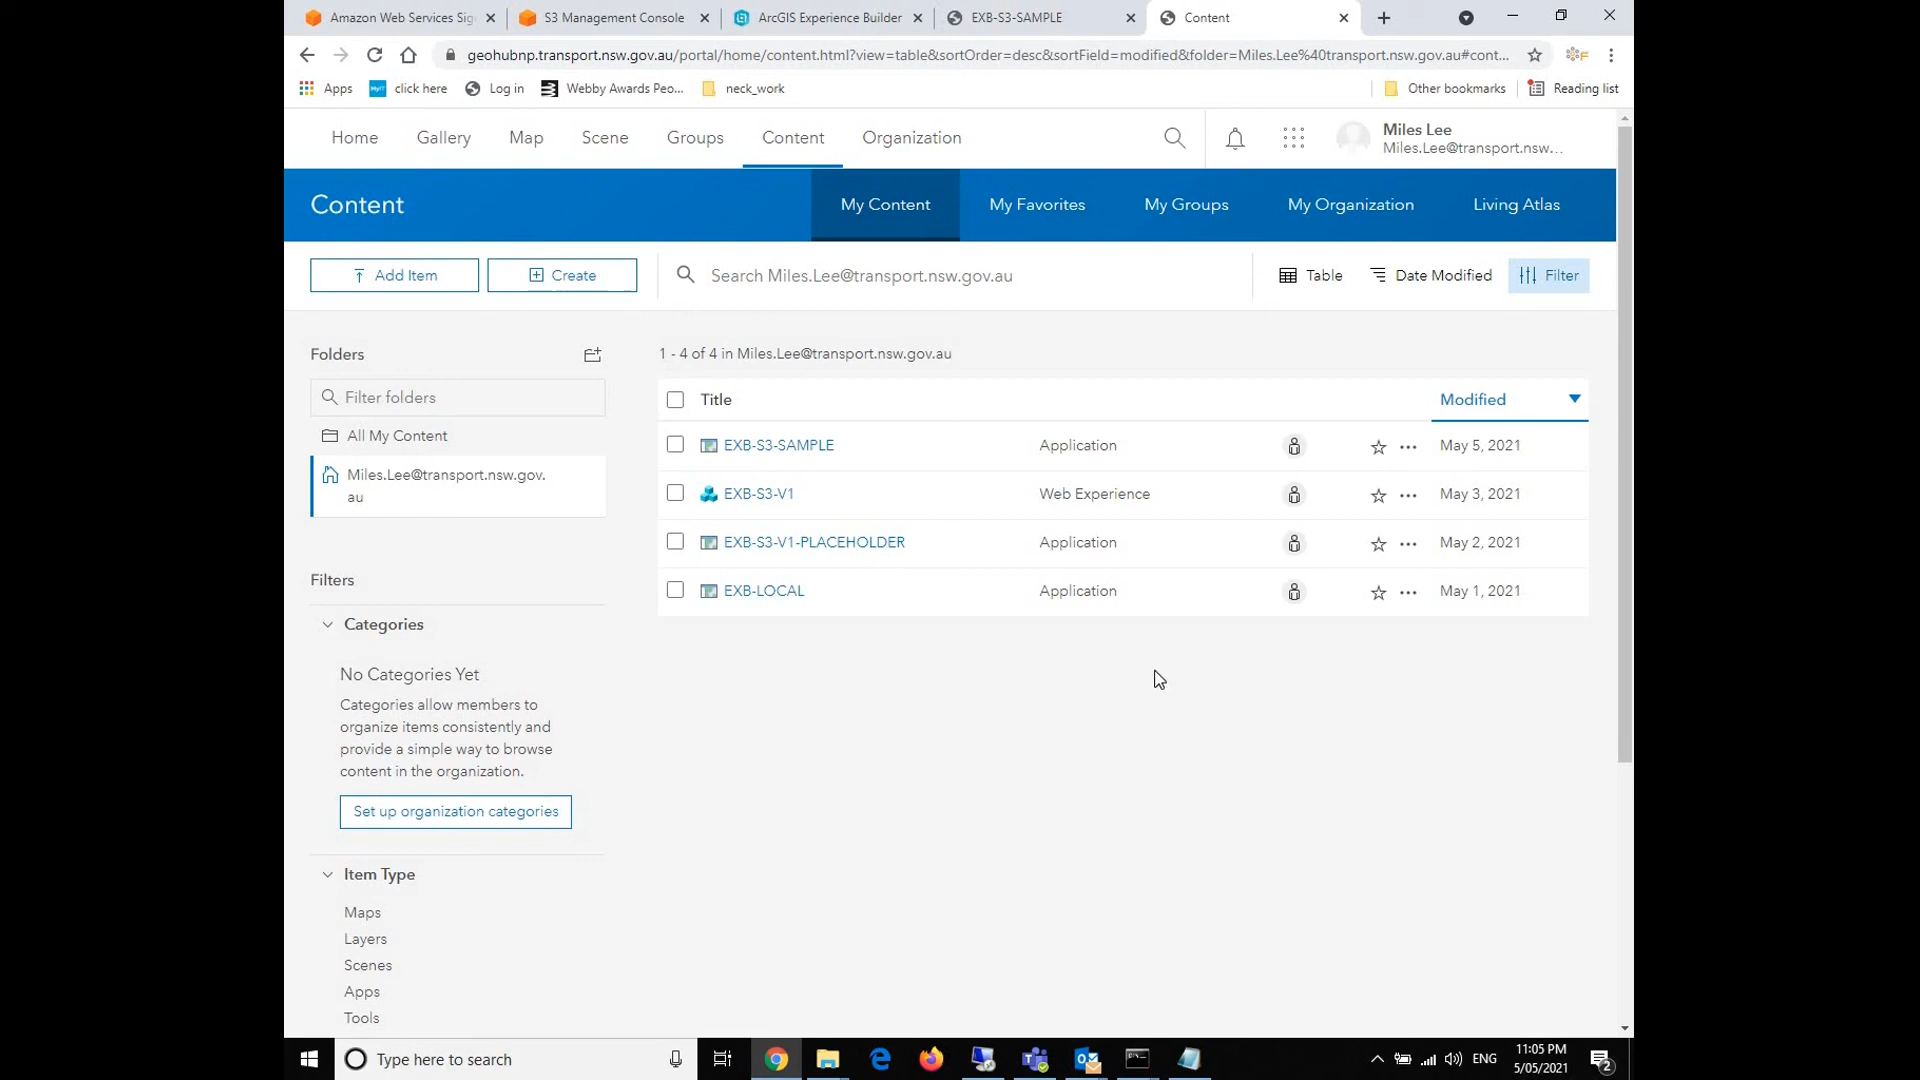 Amazon Web Services Sig
S3 Management Console
ArcGIS Experience Builder
EXB-S3-SAMPLE
Content
geohubnp.transport.nsw.gov.au/portal/home/content.html?view=table&sortOrder=desc&sortField=modified&folder=Miles.Lee%40transport.nsw.gov.au#cont...
Apps
click here
Log in
Webby Awards Peo...
neck_work
Other bookmarks
Reading list
Home
Gallery
Map
Scene
Groups
Content
Organization
Miles Lee
Miles.Lee@transport.nsw...
Content
My Content
My Favorites
My Groups
My Organization
Living Atlas
Add Item
Create
Search Miles.Lee@transport.nsw.gov.au
Table
Date Modified
Filter
Folders
Filter folders
All My Content
Miles.Lee@transport.nsw.gov.
au
1 - 4 of 4 in Miles.Lee@transport.nsw.gov.au
Title
Modified
EXB-S3-SAMPLE Application May 5, 2021
EXB-S3-V1 Web Experience May 3, 2021
EXB-S3-V1-PLACEHOLDER Application May 2, 2021
EXB-LOCAL Application May 1, 2021
Filters
Categories
No Categories Yet
Categories allow members to
organize items consistently and
provide a simple way to browse
content in the organization.
Set up organization categories
Item Type
Maps
Layers
Scenes
Apps
Tools
Type here to search
ENG
11:05 PM
5/05/2021
2